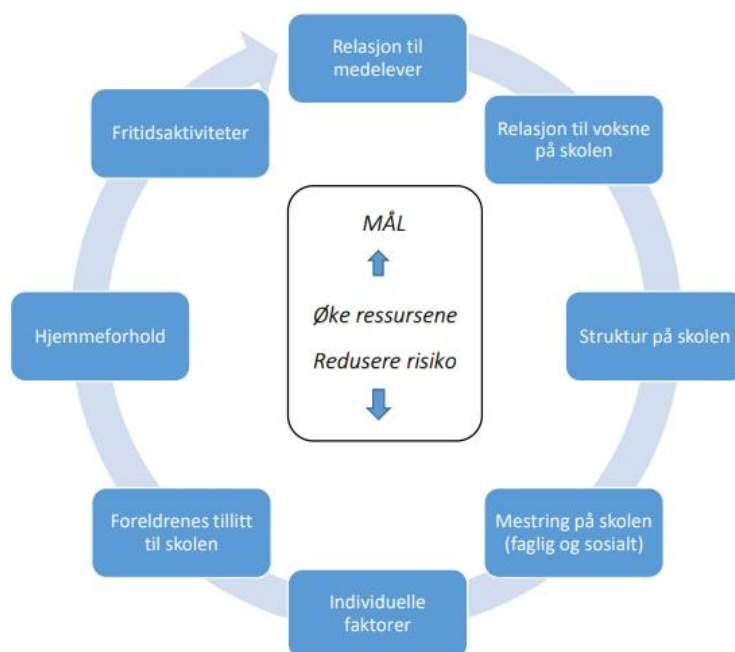 Relasjon til
medelever
Relasjon til voksne
på skolen
Struktur på skolen
Mestring på skolen
(faglig og sosialt)
Individuelle
faktorer
Foreldrenes tillitt
til skolen
Hjemmeforhold
Fritidsaktiviteter
MÅL
Øke ressursene
Redusere risiko